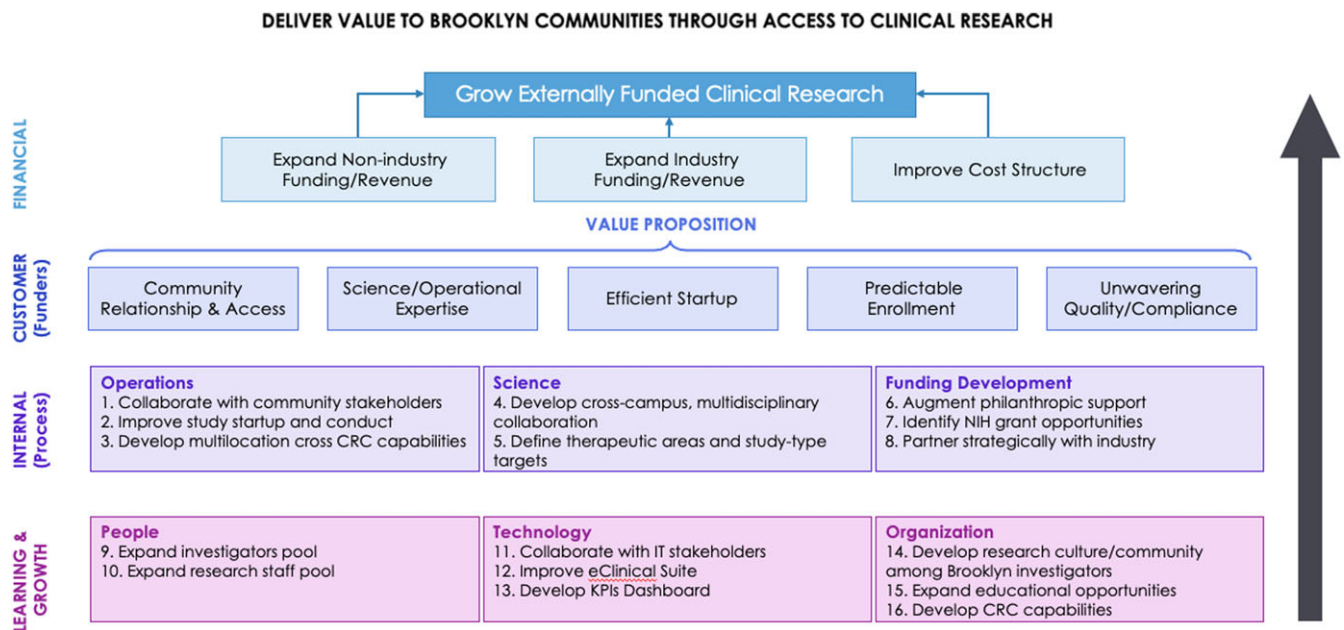 DELIVER VALUE TO BROOKLYN COMMUNITIES THROUGH ACCESS TO CLINICAL RESEARCH
FINANCIAL
Grow Externally Funded Clinical Research
Expand Non-industry
Funding/Revenue
Expand Industry
Funding/Revenue
Improve Cost Structure
VALUE PROPOSITION
CUSTOMER
(Funders)
Community
Relationship & Access
Science/Operational
Expertise
Efficient Startup
Predictable
Enrollment
Unwavering
Quality/Compliance
INTERNAL
(Process)
Operations
1. Collaborate with community stakeholders
2. Improve study startup and conduct
3. Develop multilocation cross CRC capabilities
Science
4. Develop cross-campus, multidisciplinary
collaboration
5. Define therapeutic areas and study-type
targets
Funding Development
6. Augment philanthropic support
7. Identify NIH grant opportunities
8. Partner strategically with industry
LEARNING &
GROWTH
People
9. Expand investigators pool
10. Expand research staff pool
Technology
11. Collaborate with IT stakeholders
12. Improve eClinical Suite
13. Develop KPIs Dashboard
Organization
14. Develop research culture/community
among Brooklyn investigators
15. Expand educational opportunities
16. Develop CRC capabilities